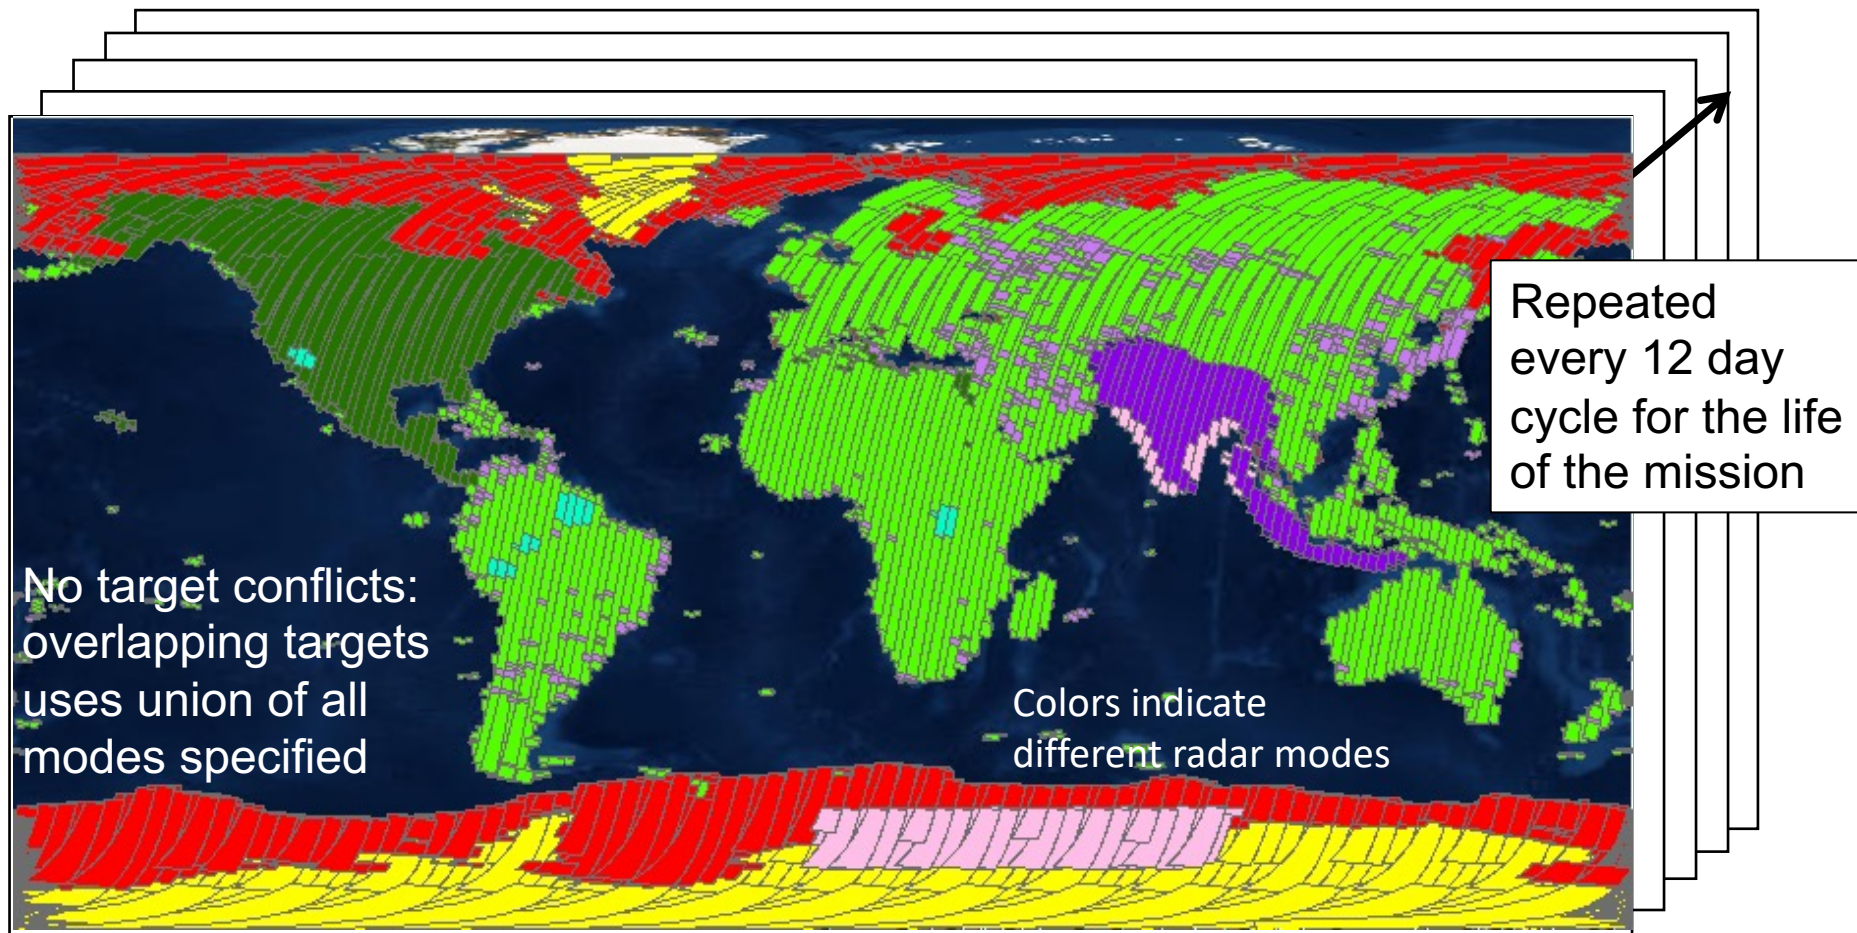 Repeated
every 12 day
cycle for the life
of the mission
No target conflicts:
overlapping targets
uses union of all
modes specified
Colors indicate
different radar modes